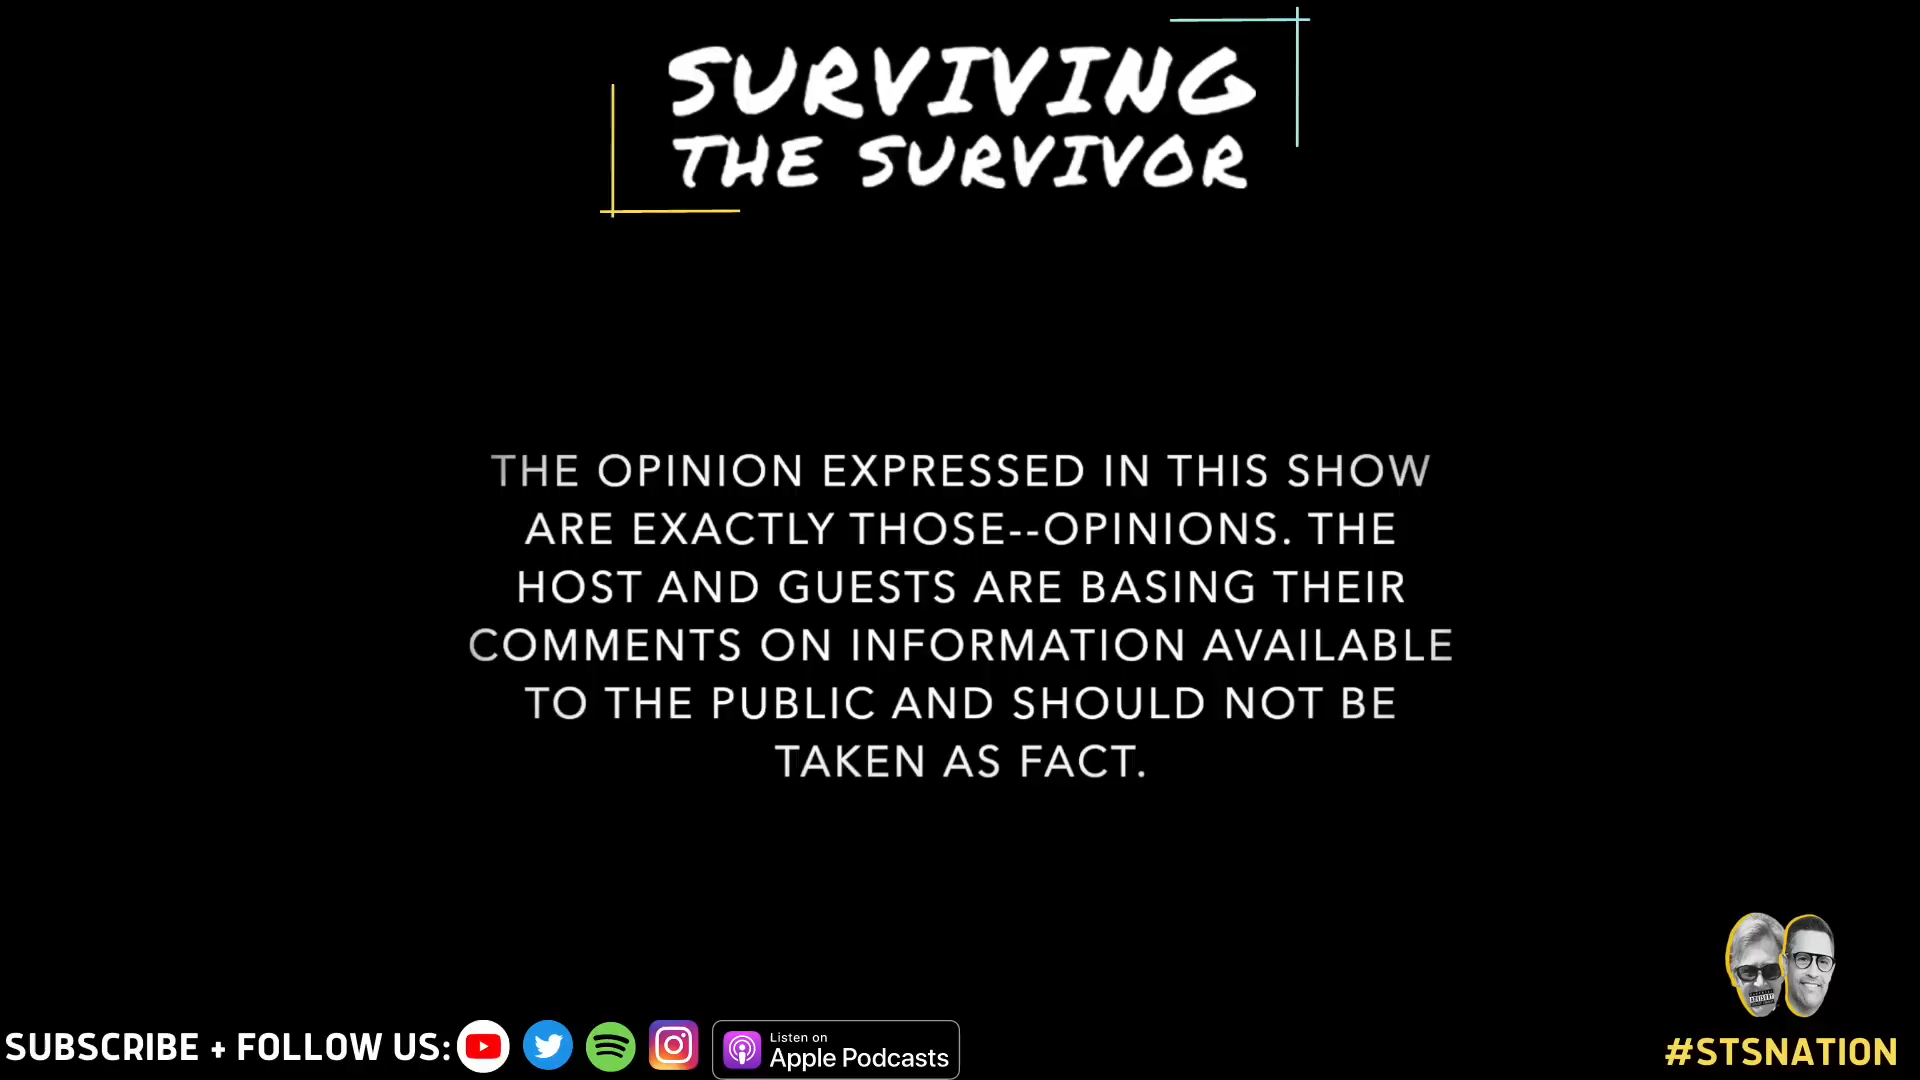 SURVIVING
THE SURVIVOR
THE OPINION EXPRESSED IN THIS SHOW
ARE EXACTLY THOSE--OPINIONS. THE
HOST AND GUESTS ARE BASING THEIR
COMMENTS ON INFORMATION AVAILABLE
TO THE PUBLIC AND SHOULD NOT BE
TAKEN AS FACT.
ADVISORY
SUBSCRIBE + FOLLOW US:
Listen on
Apple Podcasts
#STSNATION